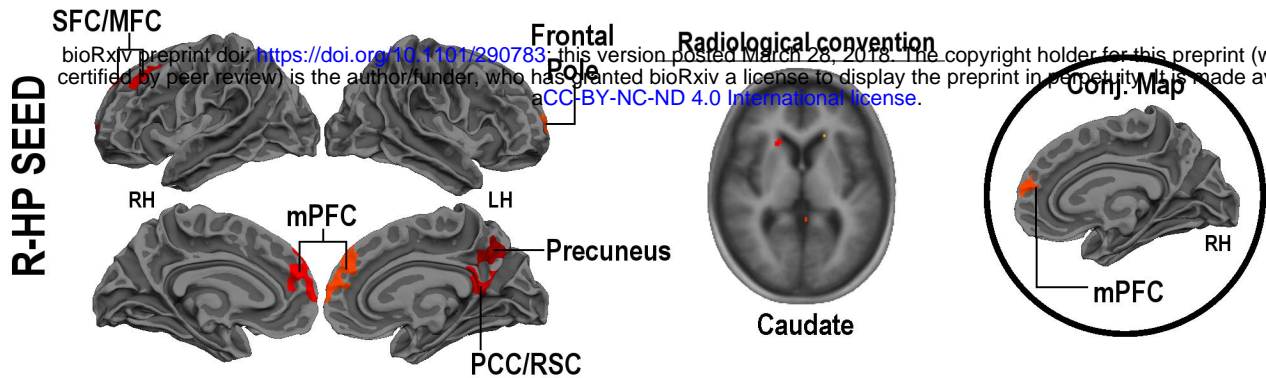 SFC/MFC
Frontal Pole
Radiological convention
bioRxiv preprint doi: https://doi.org/10.1101/290783; this version posted March 28, 2018. The copyright holder for this preprint (w
certified by peer review) is the author/funder, who has granted bioRxiv a license to display the preprint in perpetuity. It is made av
aCC-BY-NC-ND 4.0 International license.
Conj. Map
R-HP SEED
RH
LH
mPFC
Precuneus
PCC/RSC
Caudate
RH
mPFC